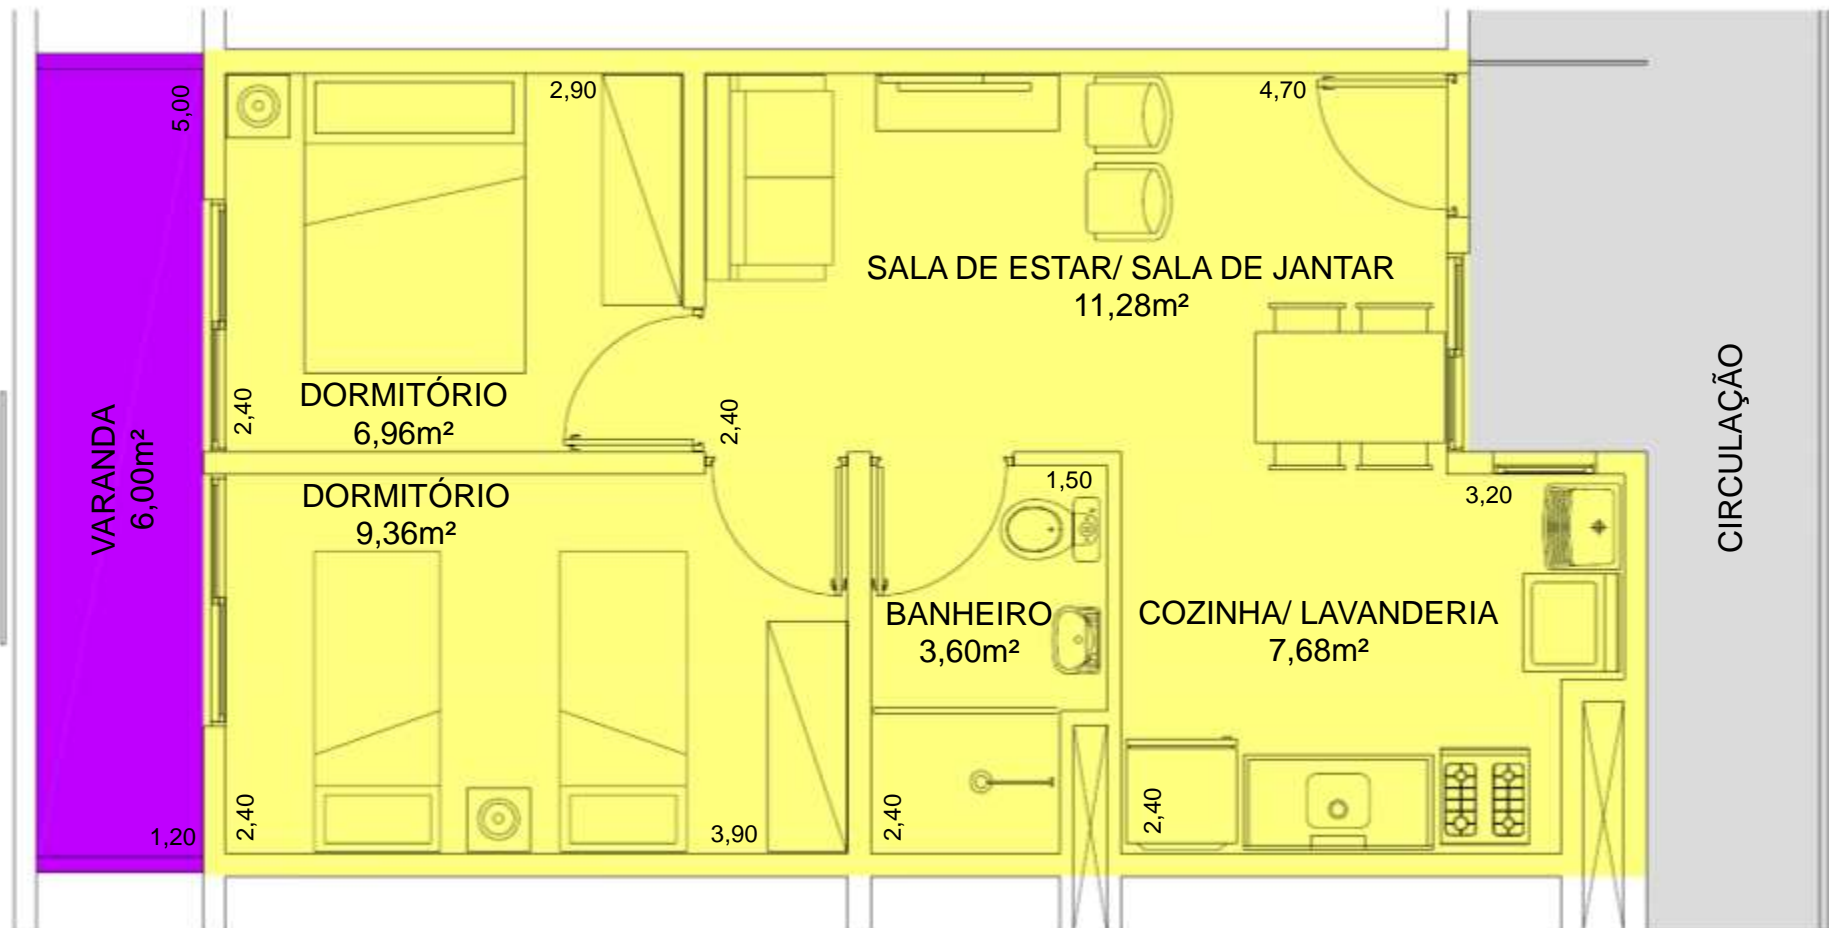 5,00
VARANDA
6,00m²
1,20
2,90
2,40
DORMITÓRIO
6,96m²
4,70
SALA DE ESTAR/ SALA DE JANTAR
11,28m²
2,40
DORMITÓRIO
9,36m²
2,40
3,90
1,50
BANHEIRO
3,60m²
2,40
3,20
COZINHA/ LAVANDERIA
7,68m²
2,40
CIRCULAÇÃO